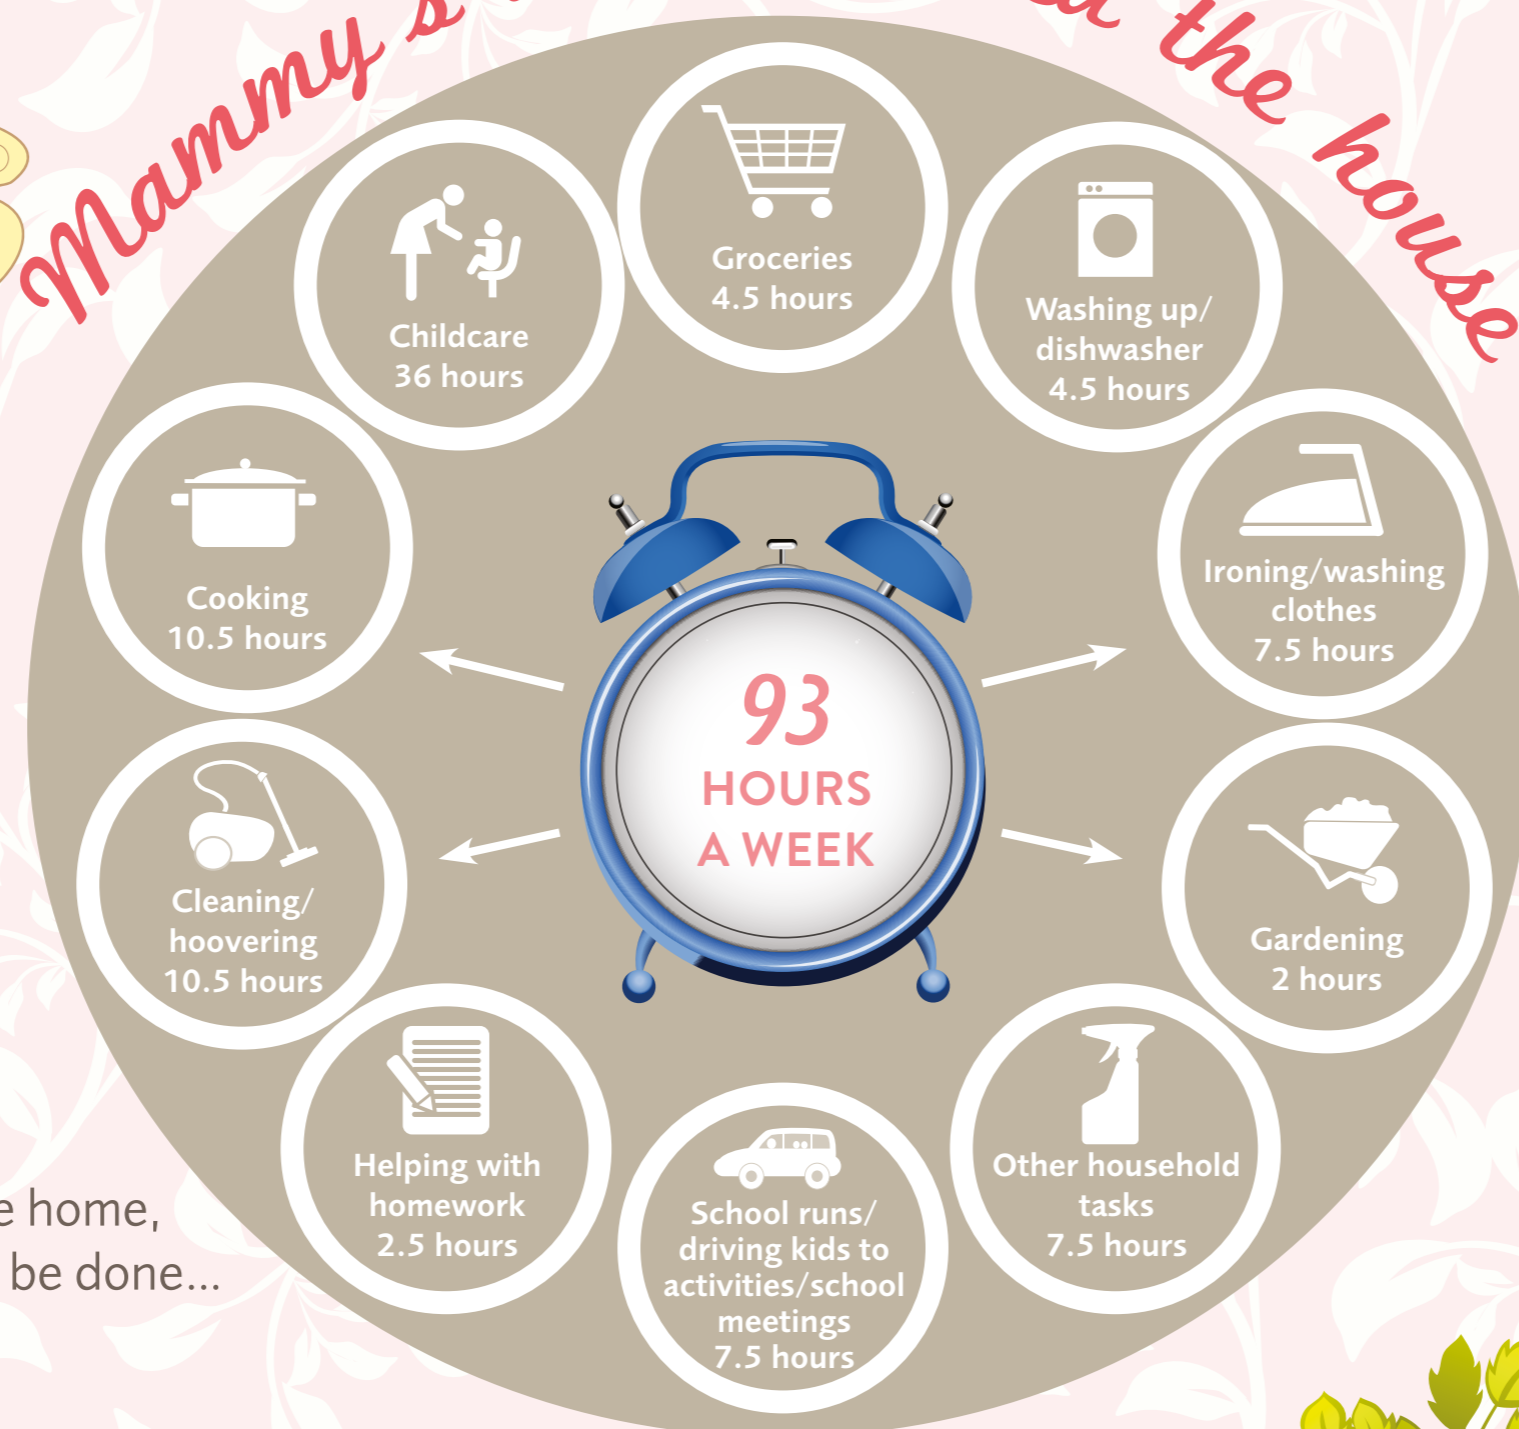 Mammy
the house
Groceries
4.5 hours
Washing up/
dishwasher
4.5 hours
Ironing/washing
clothes
7.5 hours
Gardening
2 hours
Other household
tasks
7.5 hours
School runs/
driving kids to
activities/school
meetings
7.5 hours
Helping with
homework
2.5 hours
Cleaning/
hoovering
10.5 hours
Cooking
10.5 hours
Childcare
36 hours
93
HOURS
A WEEK
home,
be done...